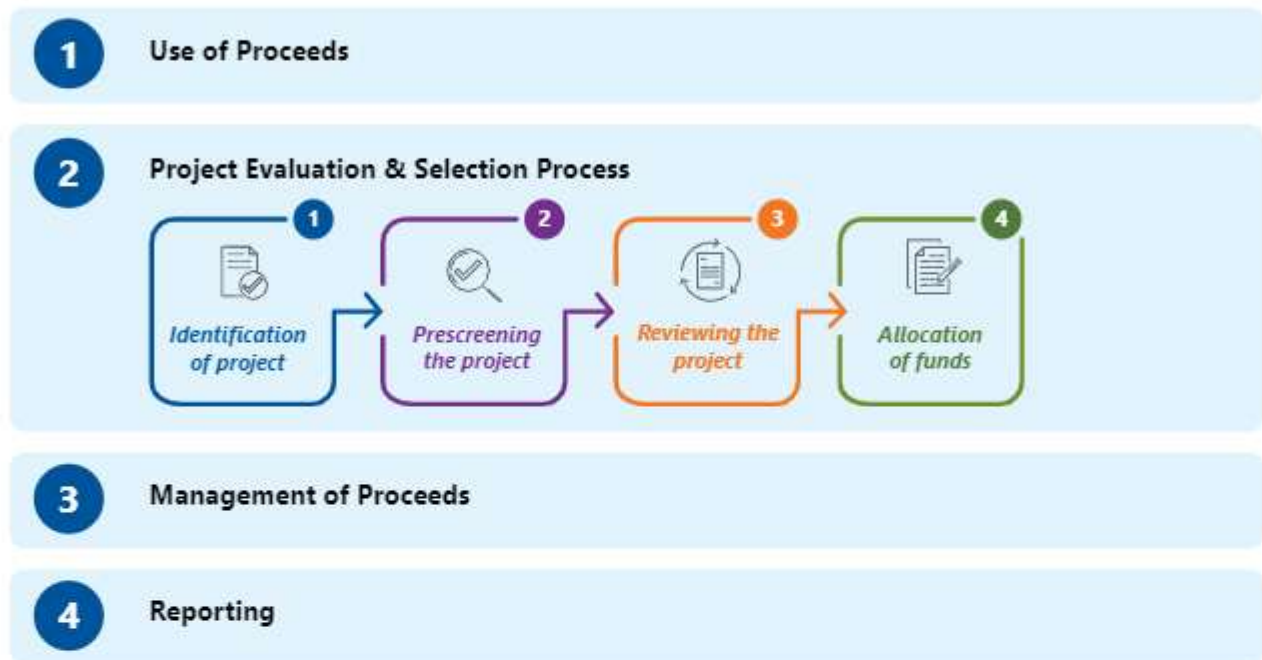 1
Use of Proceeds
2
Project Evaluation & Selection Process
1
2
3
4
Identification
of project
Prescreening
the project
Reviewing the
project
Allocation
of funds
3
Management of Proceeds
4
Reporting